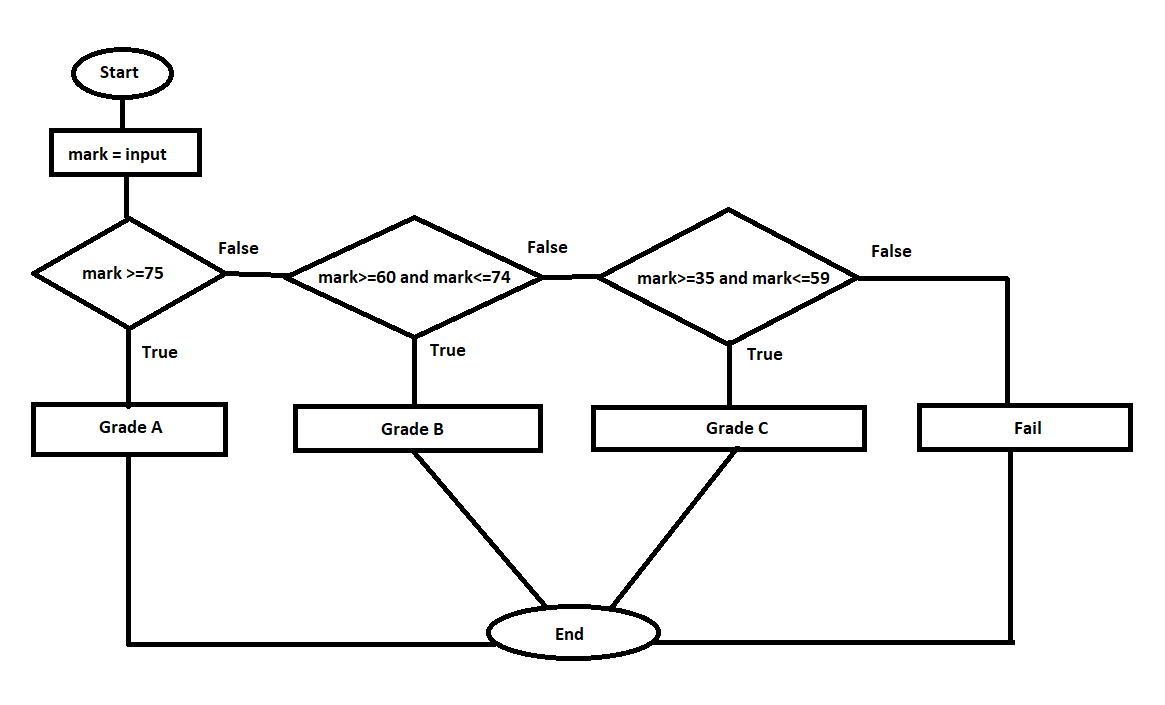 Start
mark = input
mark >=75
False
mark>=60 and mark<=74
False
mark>=35 and mark<=59
False
True
True
True
Grade A
Grade B
Grade C
Fail
End